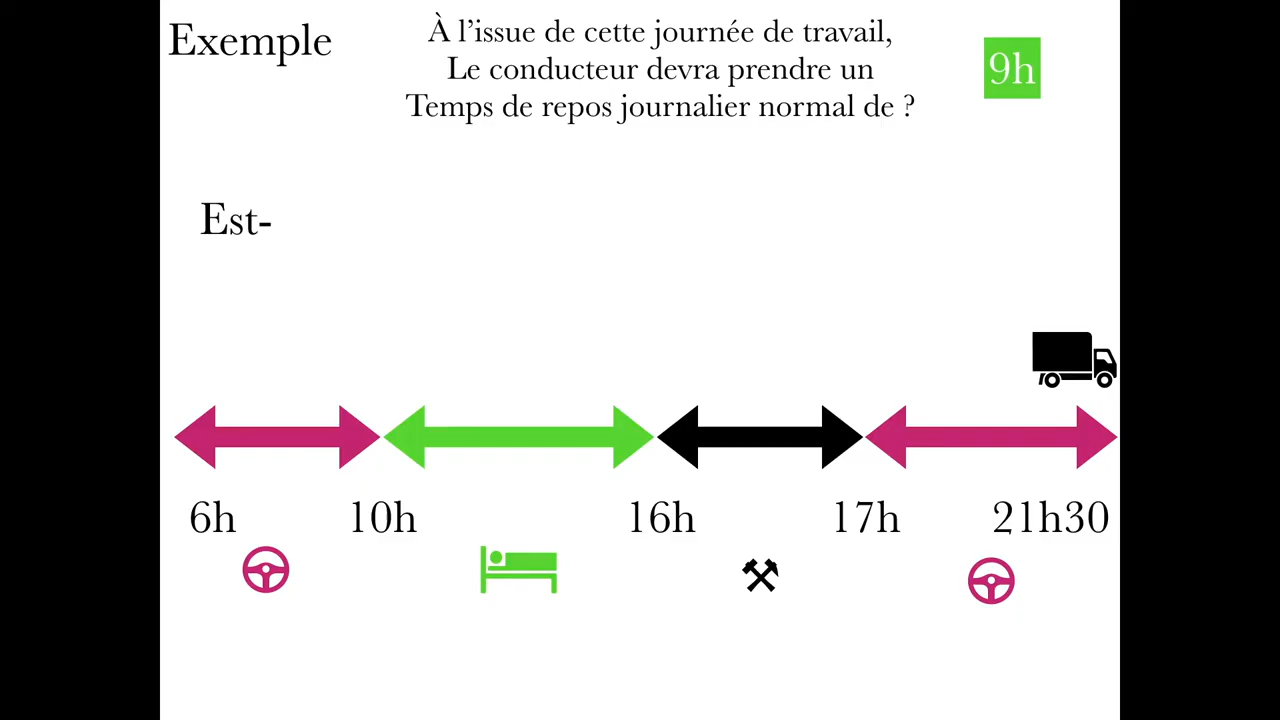 Exemple
À l’issue de cette journée de travail,
Le conducteur devra prendre un
Temps de repos journalier normal de ?
9h
Est-
6h 10h 16h 17h 21h30